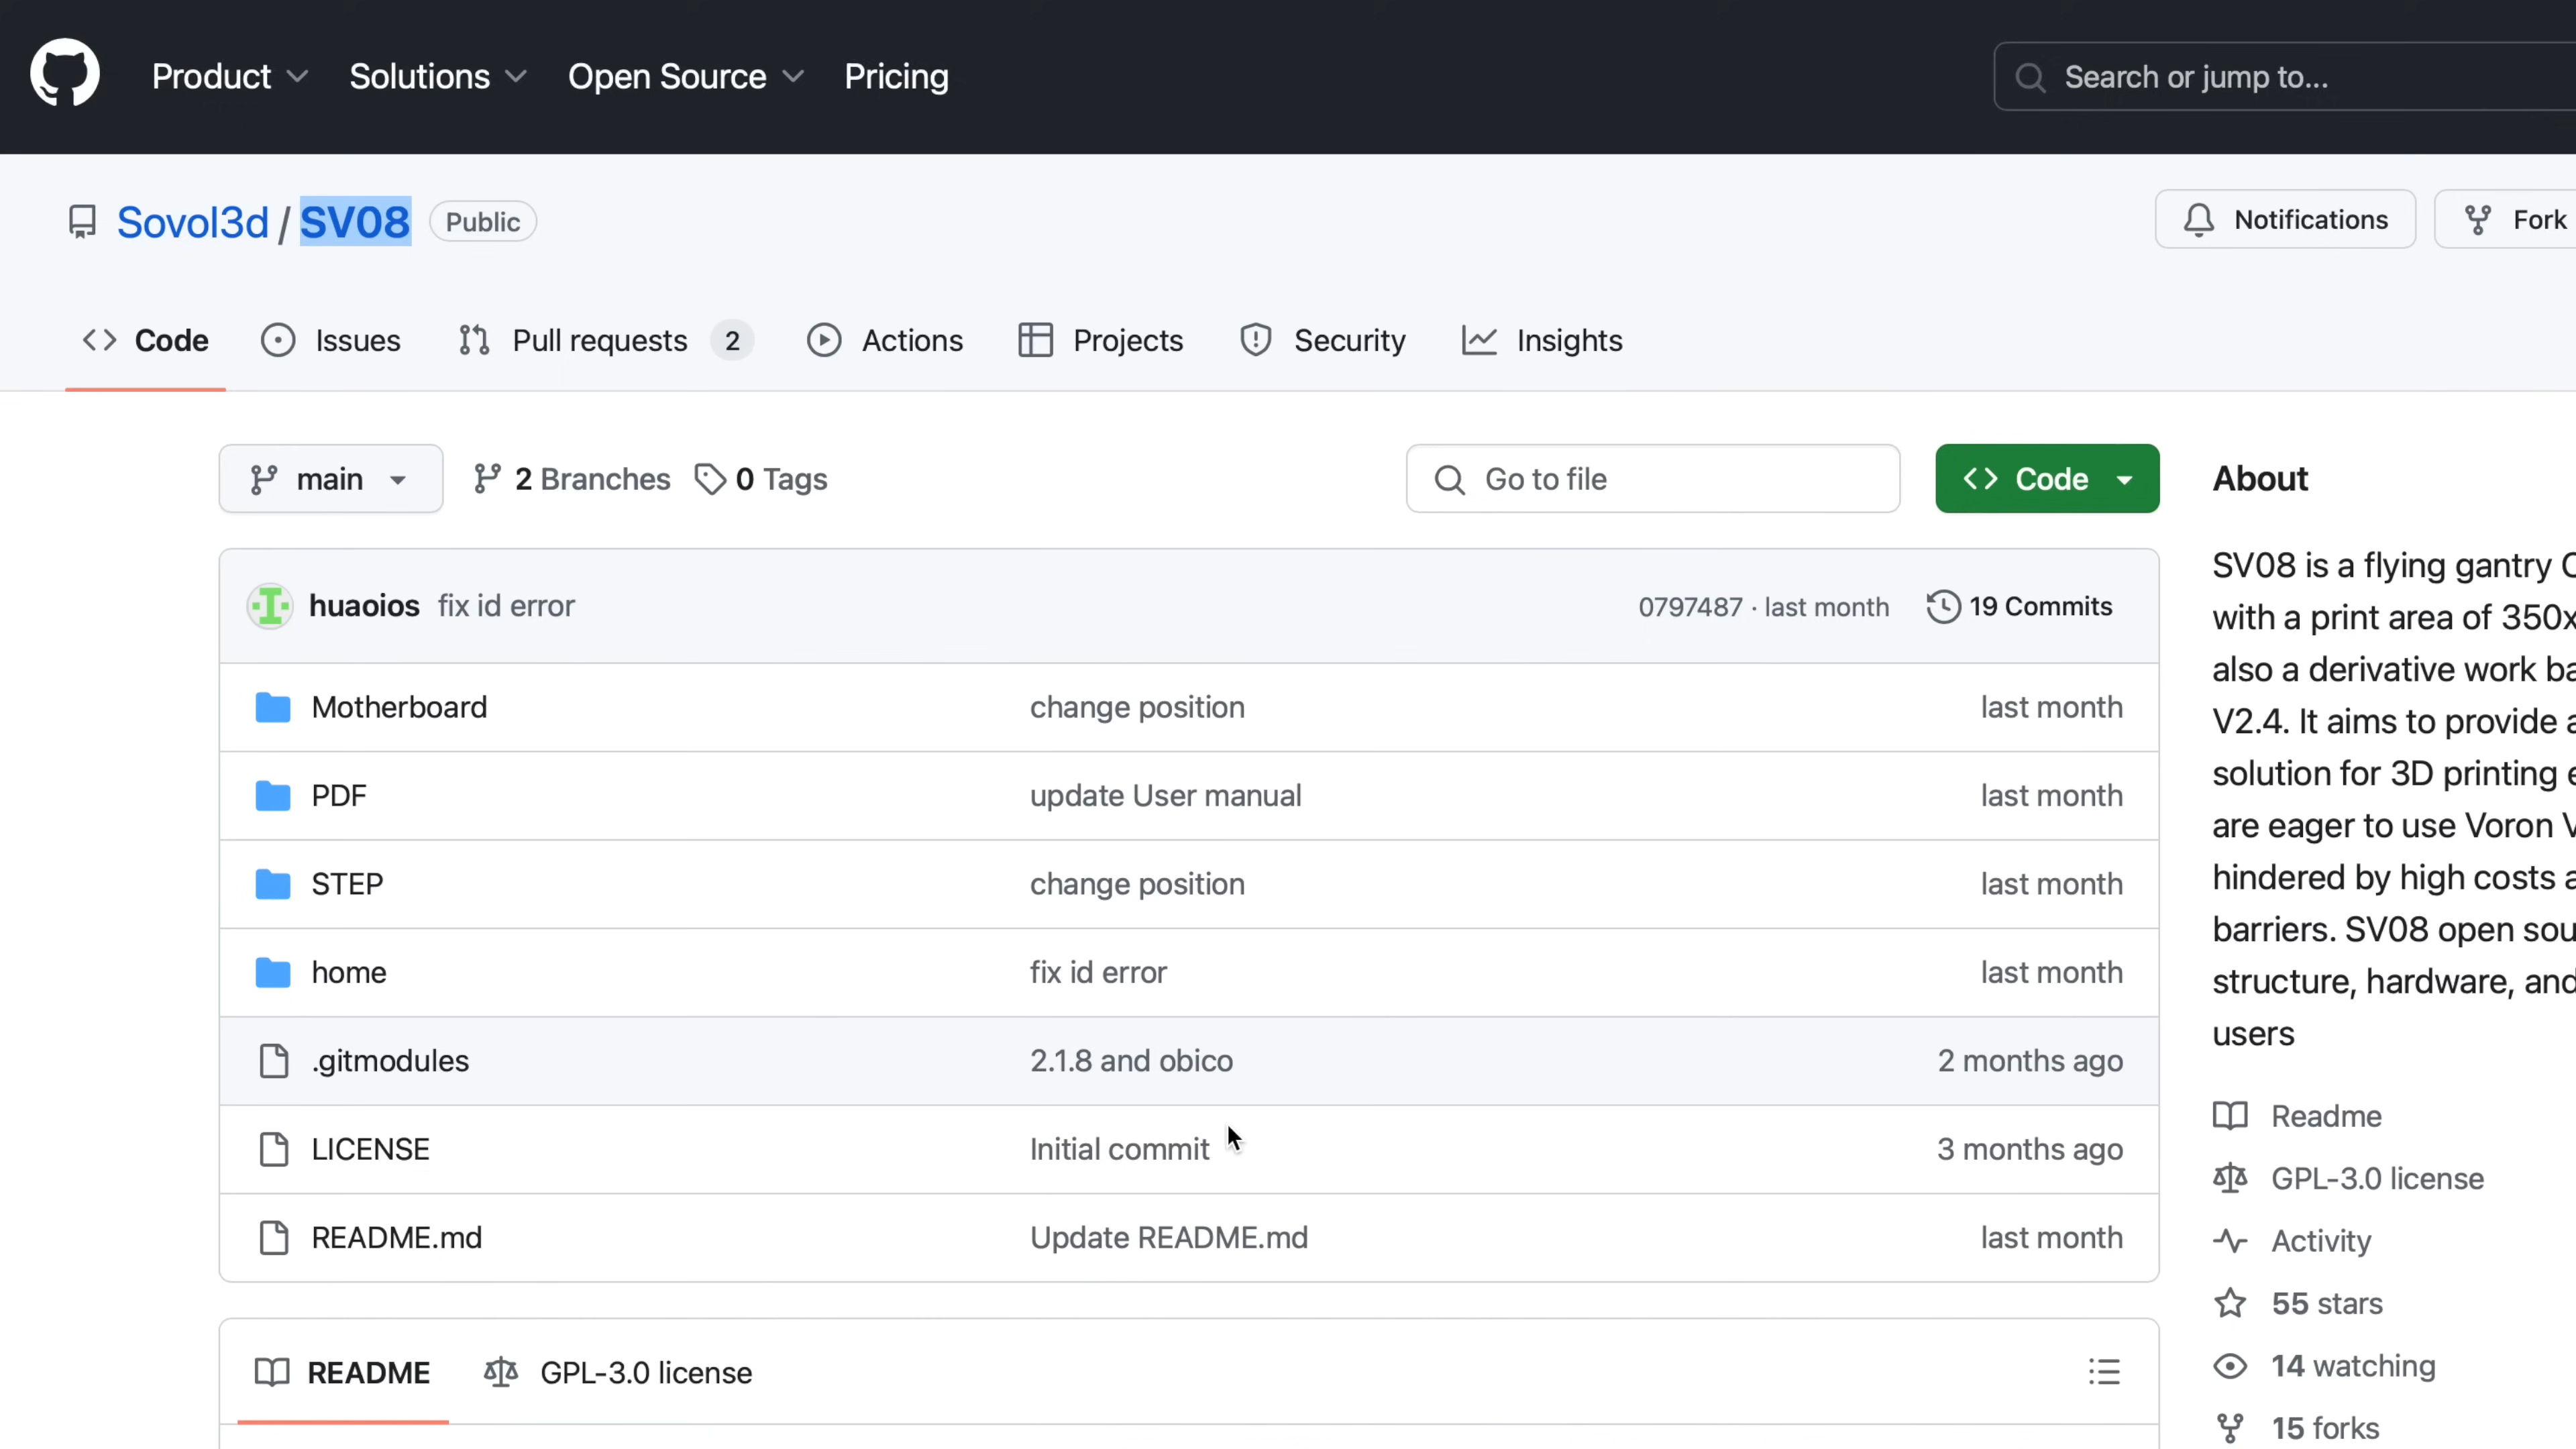 Product Solutions Open Source Pricing Search or jump to...
Sovol3d / SV08 Public Notifications Fork
Code Issues Pull requests 2 Actions Projects Security Insights
main 2 Branches 0 Tags Go to file Code
huaoios fix id error 0797487 · last month 19 Commits
Motherboard change position last month
PDF update User manual last month
STEP change position last month
home fix id error last month
.gitmodules 2.1.8 and obico 2 months ago
LICENSE Initial commit 3 months ago
README.md Update README.md last month
README GPL-3.0 license
About
SV08 is a flying gantry
with a print area of 350x
also a derivative work
V2.4. It aims to provide
solution for 3D printing
are eager to use Voron
hindered by high costs
barriers. SV08 open
structure, hardware, and
users
Readme
GPL-3.0 license
Activity
55 stars
14 watching
15 forks